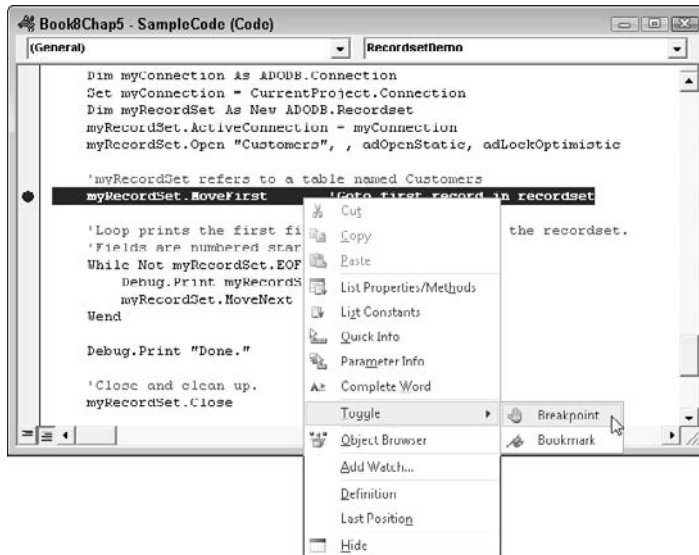 Book8Chap5 - SampleCode (Code)
(General)
RecordsetDemo
Dim myConnection As ADODB.Connection
Set myConnection = CurrentProject.Connection
Dim myRecordSet As New ADODB.Recordset
myRecordSet.ActiveConnection = myConnection
myRecordSet.Open "Customers", , adOpenStatic, adLockOptimistic
'myRecordSet refers to a table named Customers
myRecordSet.MoveFirst 'Goto first record in recordset
'Loop prints the first fi the recordset.
'Fields are numbered star
While Not myRecordSet.EOF
Debug.Print myRecordS
myRecordSet.MoveNext
Wend
Debug.Print "Done."
'Close and clean up.
myRecordSet.Close
Cut
Copy
Paste
List Properties/Methods
List Constants
Quick Info
Parameter Info
Complete Word
Toggle
Breakpoint
Bookmark
Object Browser
Add Watch...
Definition
Last Position
Hide